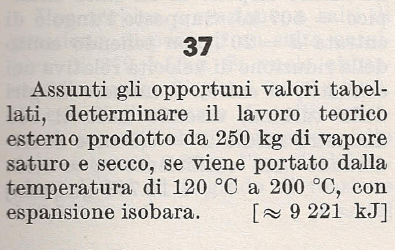 37
Assunti gli opportuni valori tabel-
lati, determinare il lavoro teorico
esterno prodotto da 250 kg di vapore
saturo e secco, se viene portato dalla
temperatura di 120 °C a 200 °C, con
espansione isobara. [≈ 9 221 kJ]